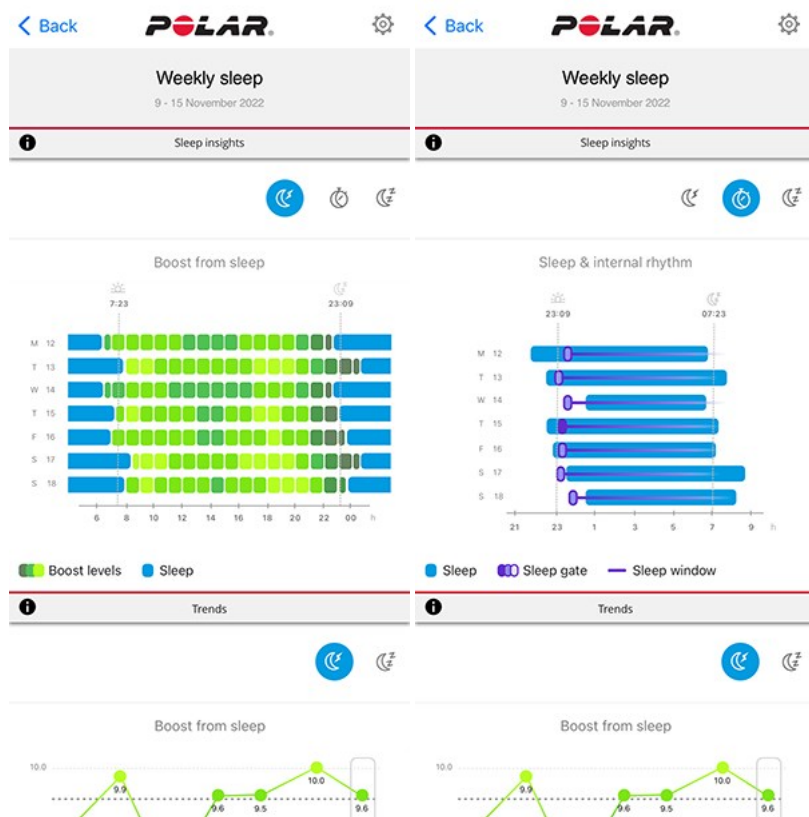 Back
POLAR
Weekly sleep
9 - 15 November 2022
Sleep insights
Boost from sleep
7:23
23:09
M 12
T 13
W 14
T 15
F 16
S 17
S 18
6 8 10 12 14 16 18 20 22 00 h
Boost levels
Sleep
Trends
Boost from sleep
10.0
9.9
9.6
9.5
10.0
9.6
Back
POLAR
Weekly sleep
9 - 15 November 2022
Sleep insights
Sleep & internal rhythm
23:09
07:23
M 12
T 13
W 14
T 15
F 16
S 17
S 18
21 23 1 3 5 7 9 h
Sleep
Sleep gate
Sleep window
Trends
Boost from sleep
10.0
9.9
9.6
9.5
10.0
9.6